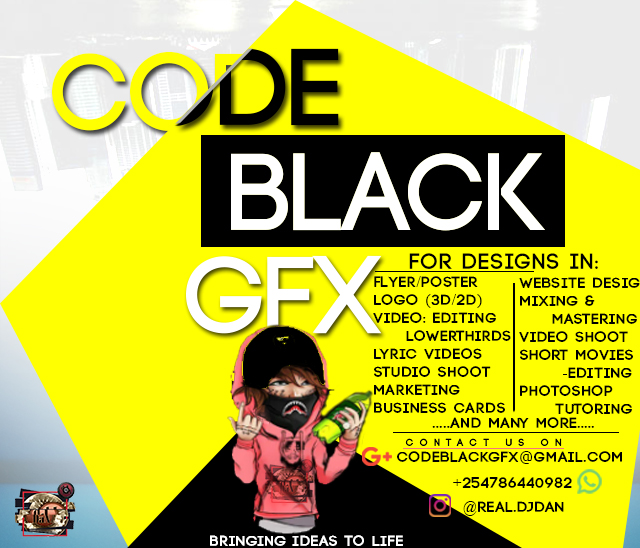 CODE
BLACK
GFX
FOR DESIGNS IN:
FLYER/POSTER
LOGO (3D/2D)
VIDEO: EDITING
LOWERTHIRDS
LYRIC VIDEOS
STUDIO SHOOT
MARKETING
BUSINESS CARDS
WEBSITE DESIG
MIXING &
MASTERING
VIDEO SHOOT
SHORT MOVIES
-EDITING
PHOTOSHOP
TUTORING
.....AND MANY MORE.....
CONTACT US ON
G+ CODEBLACKGFX@GMAIL.COM
+254786440982
@REAL.DJDAN
BRINGING IDEAS TO LIFE